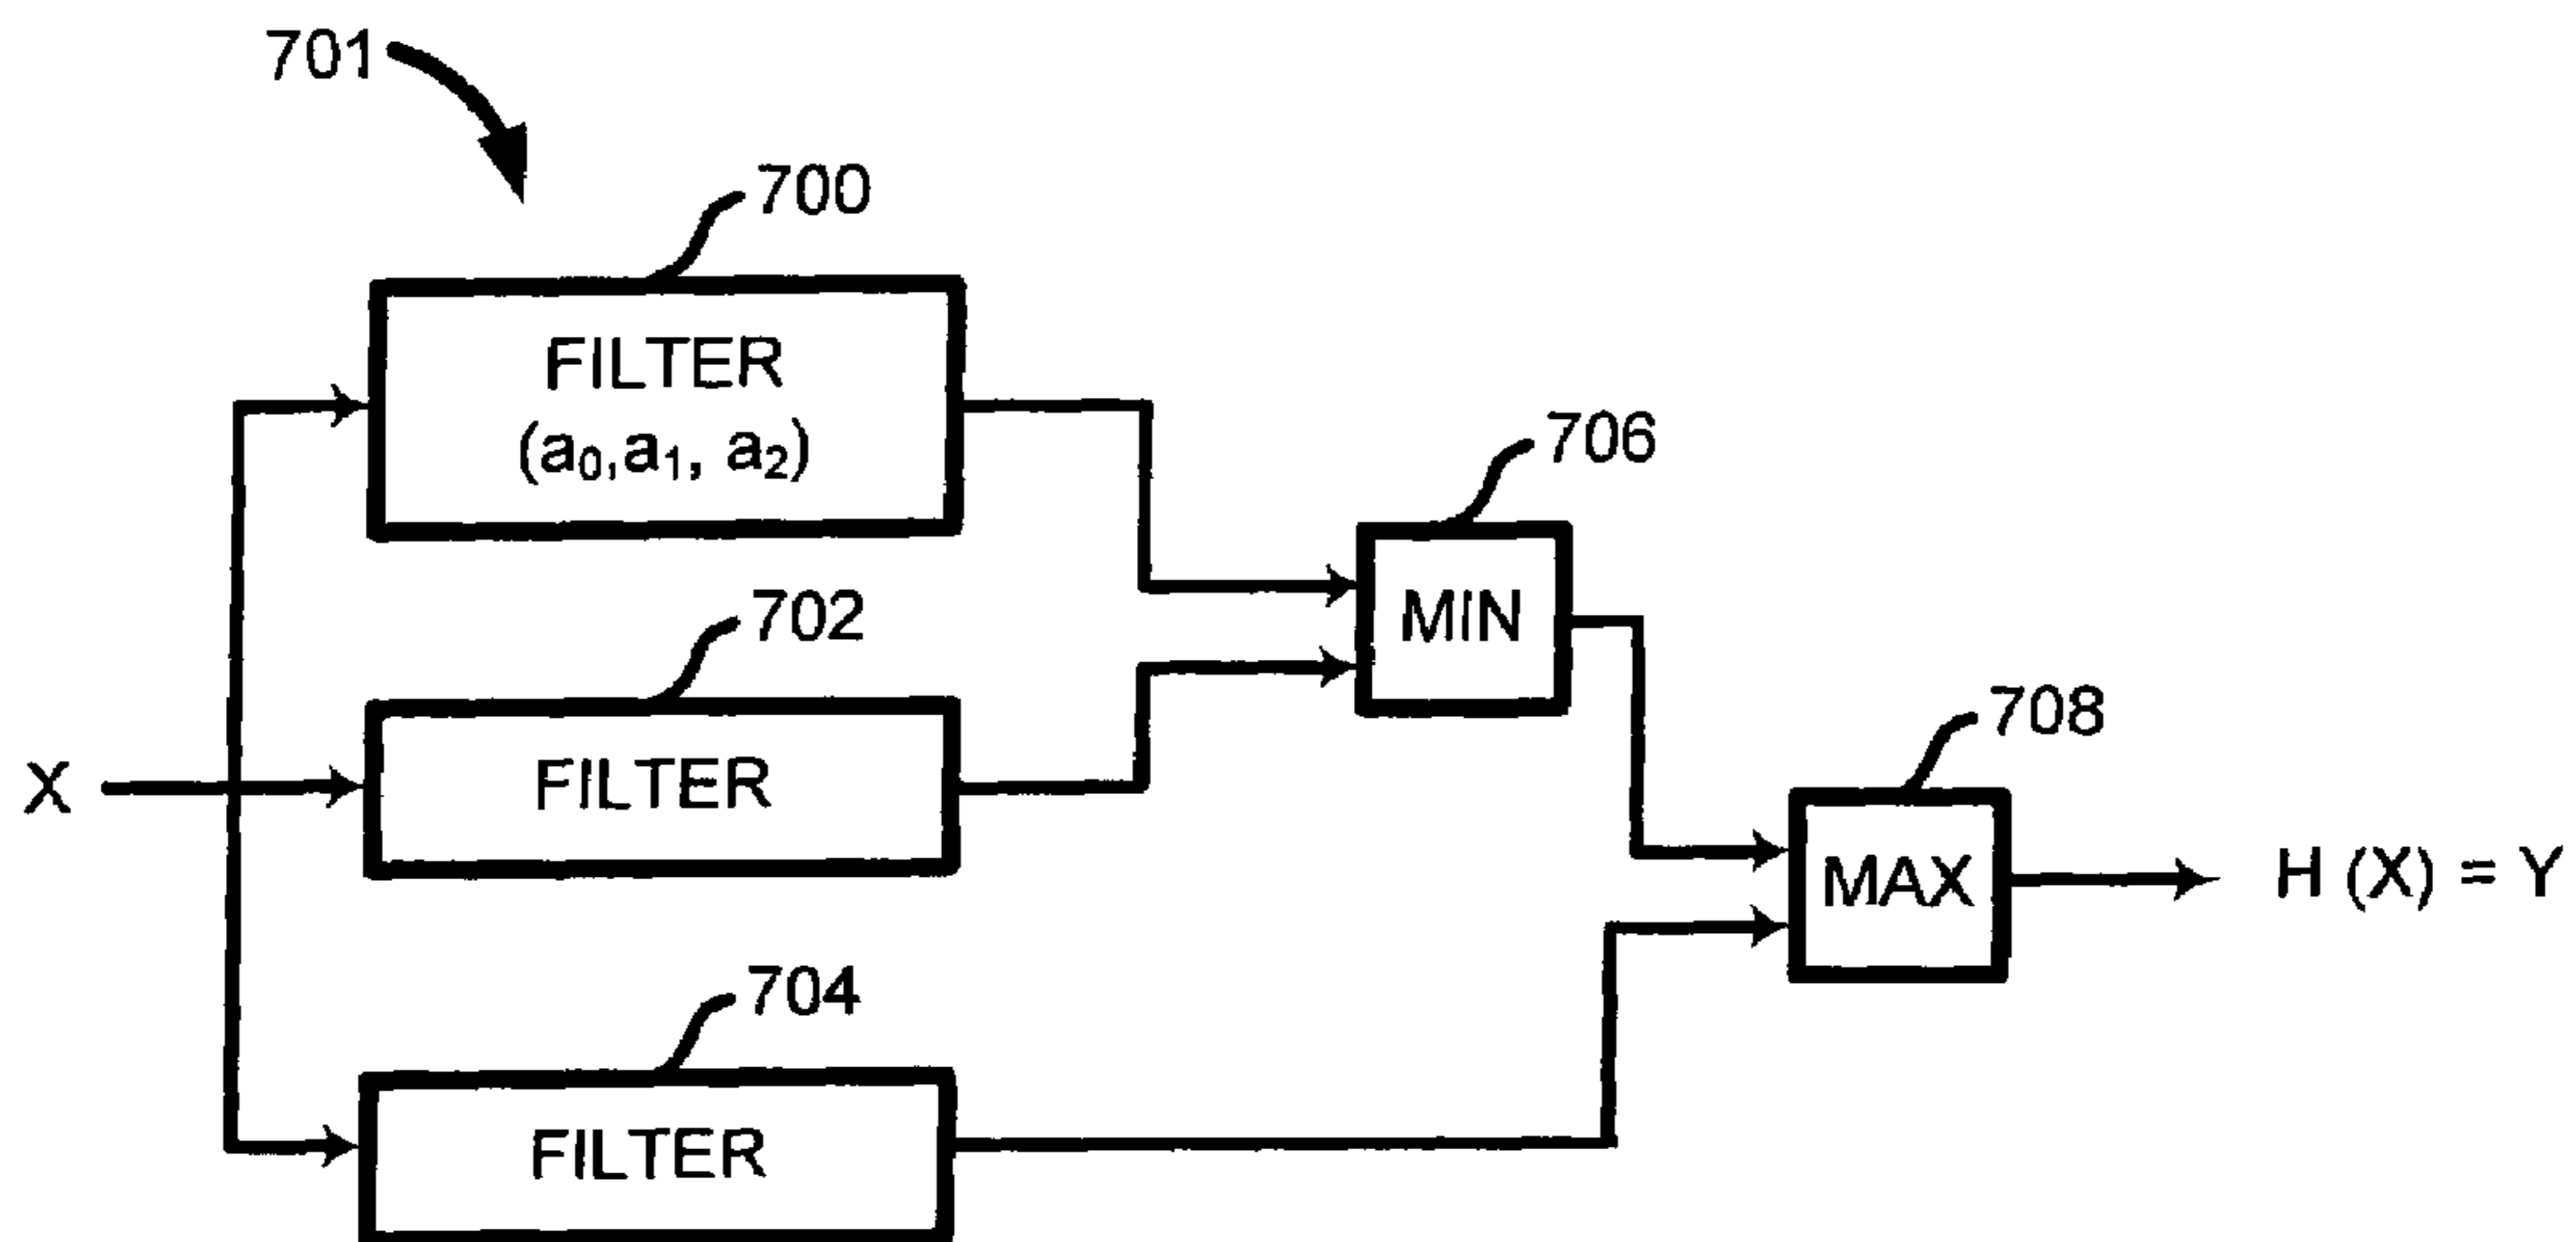 701
700
FILTER
(a₀,a₁, a₂)
706
MIN
702
FILTER
708
X
MAX
H (X) = Y
704
FILTER